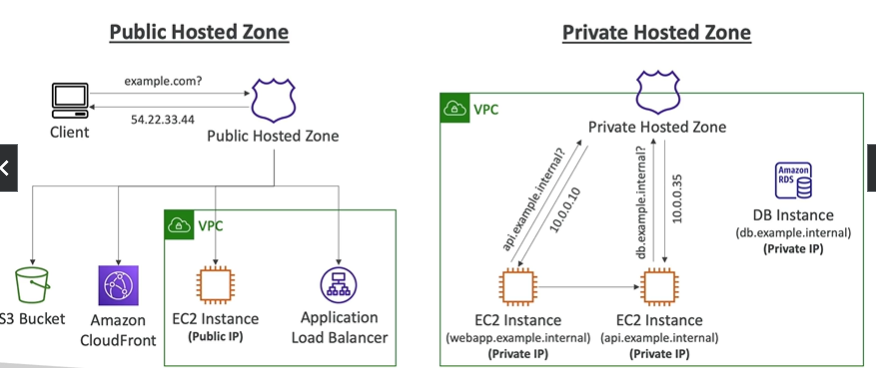 Public Hosted Zone
example.com?
54.22.33.44
Client
Public Hosted Zone
VPC
S3 Bucket
Amazon
CloudFront
EC2 Instance
(Public IP)
Application
Load Balancer
Private Hosted Zone
VPC
Private Hosted Zone
api.example.internal?
10.0.0.10
db.example.internal?
10.0.0.35
Amazon
RDS
DB Instance
(db.example.internal)
(Private IP)
EC2 Instance
(webapp.example.internal)
(Private IP)
EC2 Instance
(api.example.internal)
(Private IP)